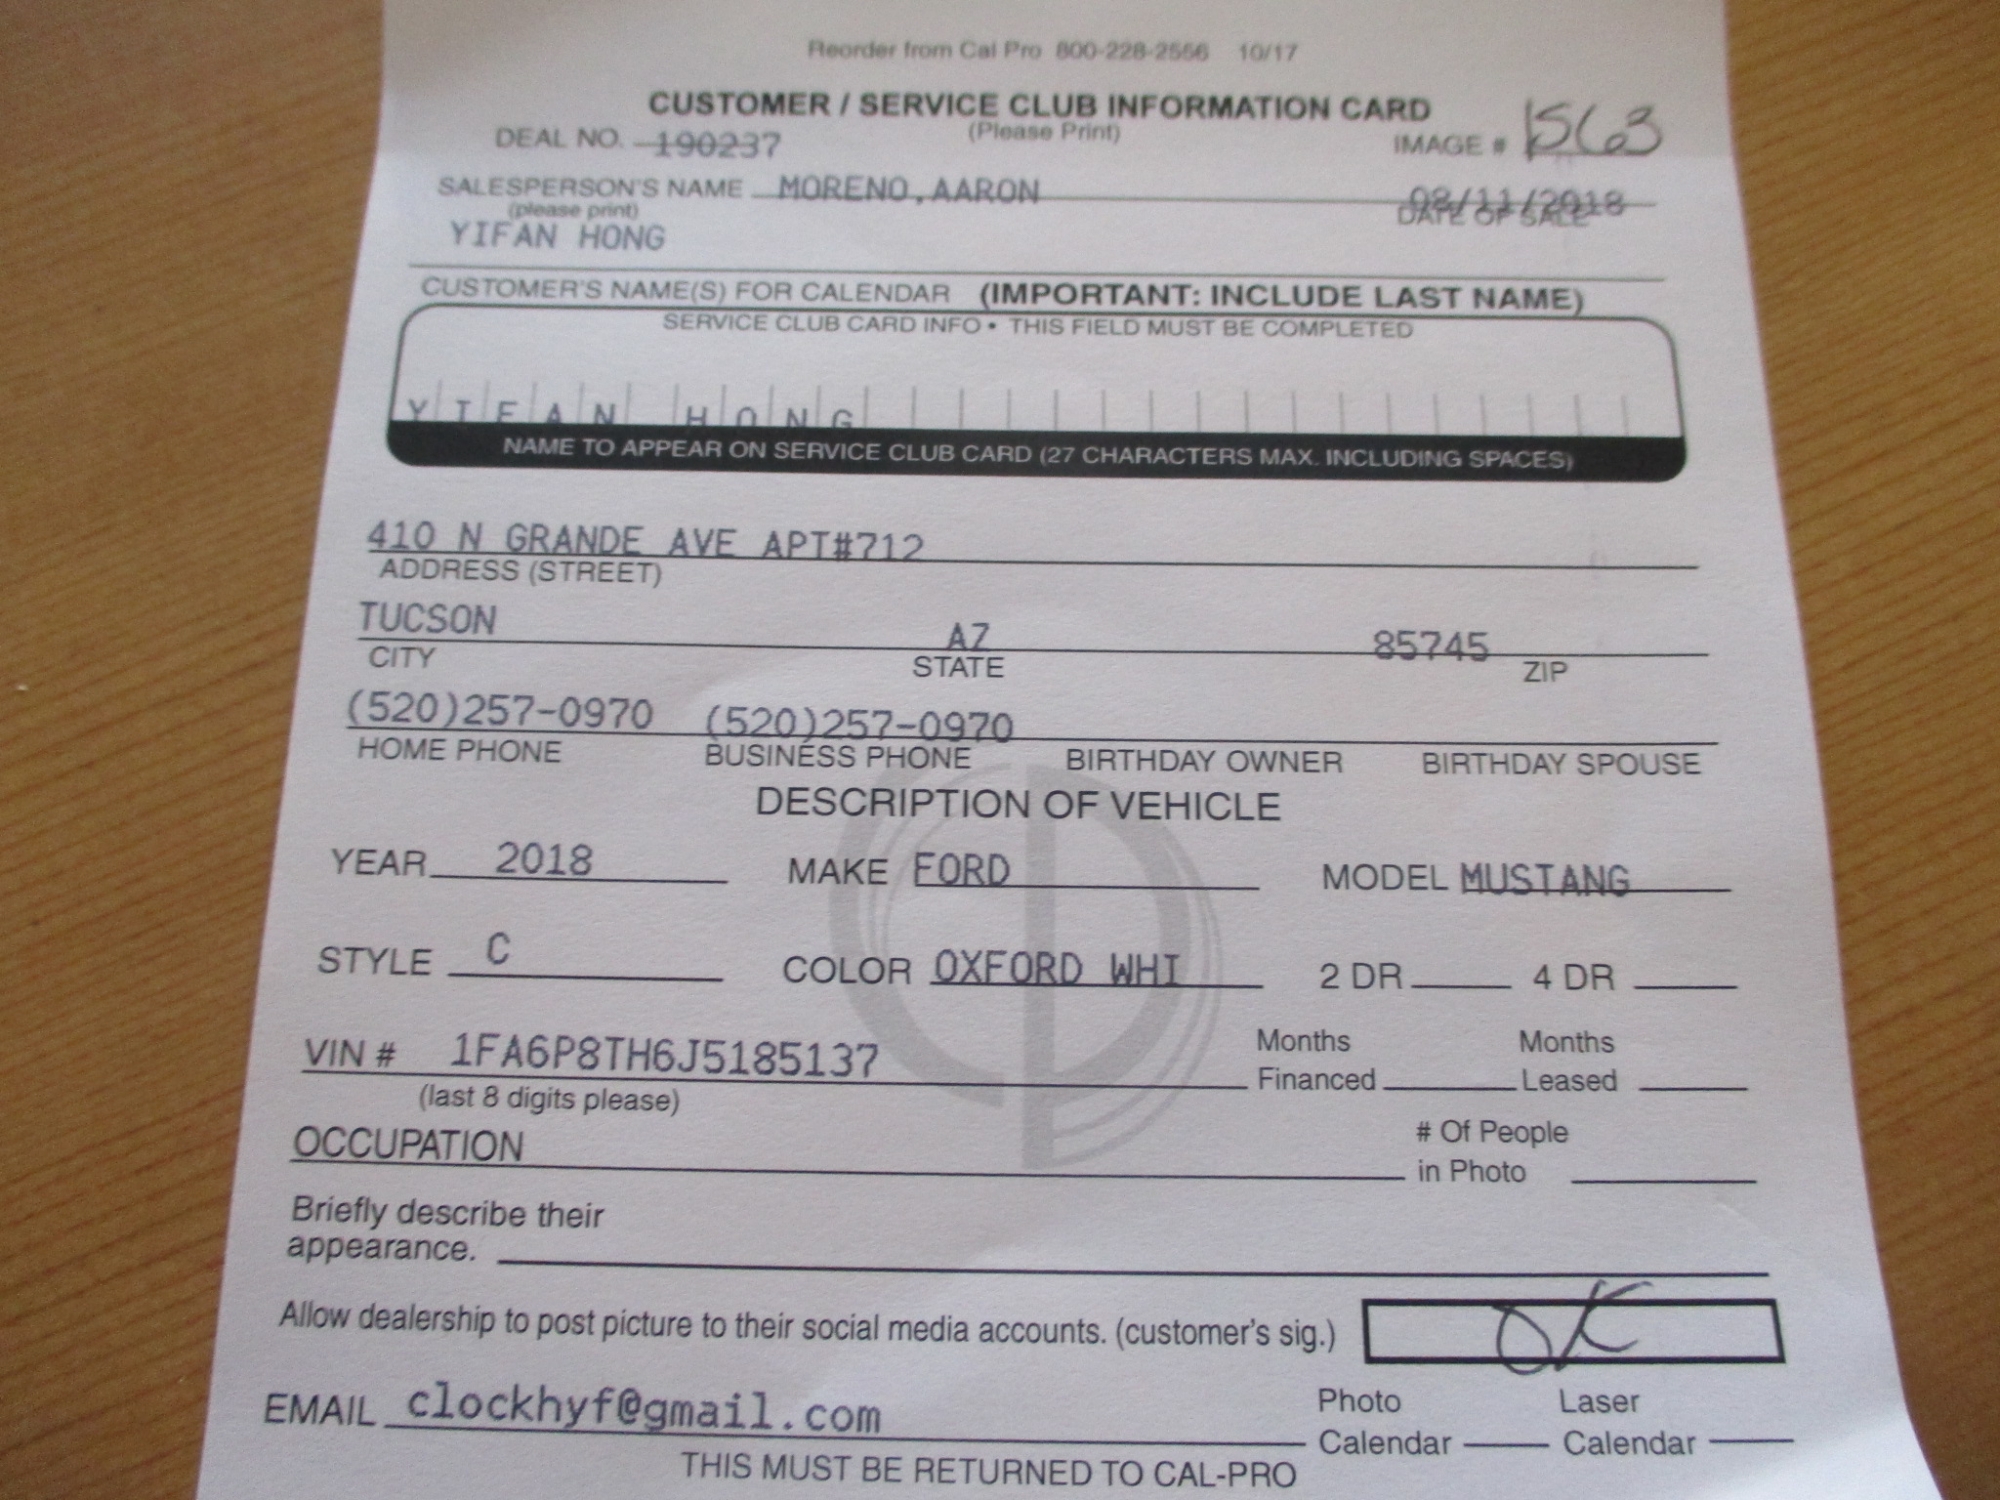 Reorder from Cal Pro 800-228-2566 10/17
CUSTOMER / SERVICE CLUB INFORMATION CARD
DEAL NO. 190237 (Please Print) IMAGE # 1563
SALESPERSON'S NAME MORENO, AARON 08/11/2018
(please print) DATE OF SALE
YIFAN HONG
CUSTOMER'S NAME(S) FOR CALENDAR (IMPORTANT: INCLUDE LAST NAME)
SERVICE CLUB CARD INFO • THIS FIELD MUST BE COMPLETED
YIFAN HONG
NAME TO APPEAR ON SERVICE CLUB CARD (27 CHARACTERS MAX. INCLUDING SPACES)
410 N GRANDE AVE APT#712
ADDRESS (STREET)
TUCSON AZ 85745
CITY STATE ZIP
(520)257-0970 (520)257-0970
HOME PHONE BUSINESS PHONE BIRTHDAY OWNER BIRTHDAY SPOUSE
DESCRIPTION OF VEHICLE
YEAR 2018 MAKE FORD MODEL MUSTANG
STYLE C COLOR OXFORD WHI 2 DR 4 DR
VIN # 1FA6P8TH6J5185137 Months Financed Months Leased
(last 8 digits please)
OCCUPATION # Of People in Photo
Briefly describe their
appearance.
Allow dealership to post picture to their social media accounts. (customer's sig.) OK
EMAIL clockhyf@gmail.com Photo Calendar Laser Calendar
THIS MUST BE RETURNED TO CAL-PRO